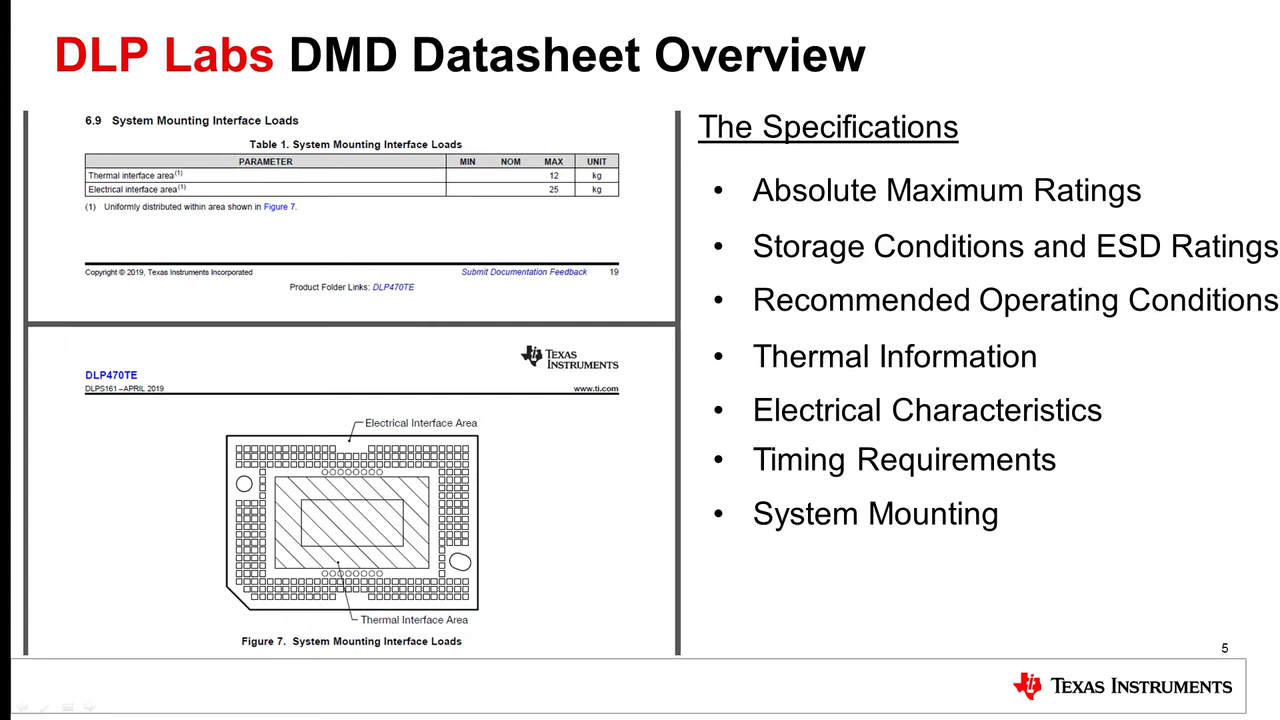 DLP Labs DMD Datasheet Overview
6.9 System Mounting Interface Loads
Table 1. System Mounting Interface Loads
PARAMETER MIN NOM MAX UNIT
Thermal interface area(1) 12 kg
Electrical interface area(1) 25 kg
(1) Uniformly distributed within area shown in Figure 7.
Copyright © 2019, Texas Instruments Incorporated Submit Documentation Feedback 19
Product Folder Links: DLP470TE
TEXAS
INSTRUMENTS
DLP470TE
DLPS161 –APRIL 2019 www.ti.com
Electrical Interface Area
Thermal Interface Area
Figure 7. System Mounting Interface Loads
The Specifications
• Absolute Maximum Ratings
• Storage Conditions and ESD Ratings
• Recommended Operating Conditions
• Thermal Information
• Electrical Characteristics
• Timing Requirements
• System Mounting
5
TEXAS INSTRUMENTS